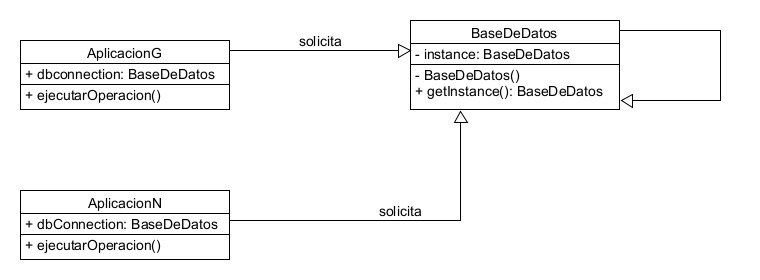 BaseDeDatos
- instance: BaseDeDatos
- BaseDeDatos()
+ getInstance(): BaseDeDatos
solicita
AplicacionG
+ dbconnection: BaseDeDatos
+ ejecutarOperacion()
AplicacionN
+ dbConnection: BaseDeDatos
+ ejecutarOperacion()
solicita